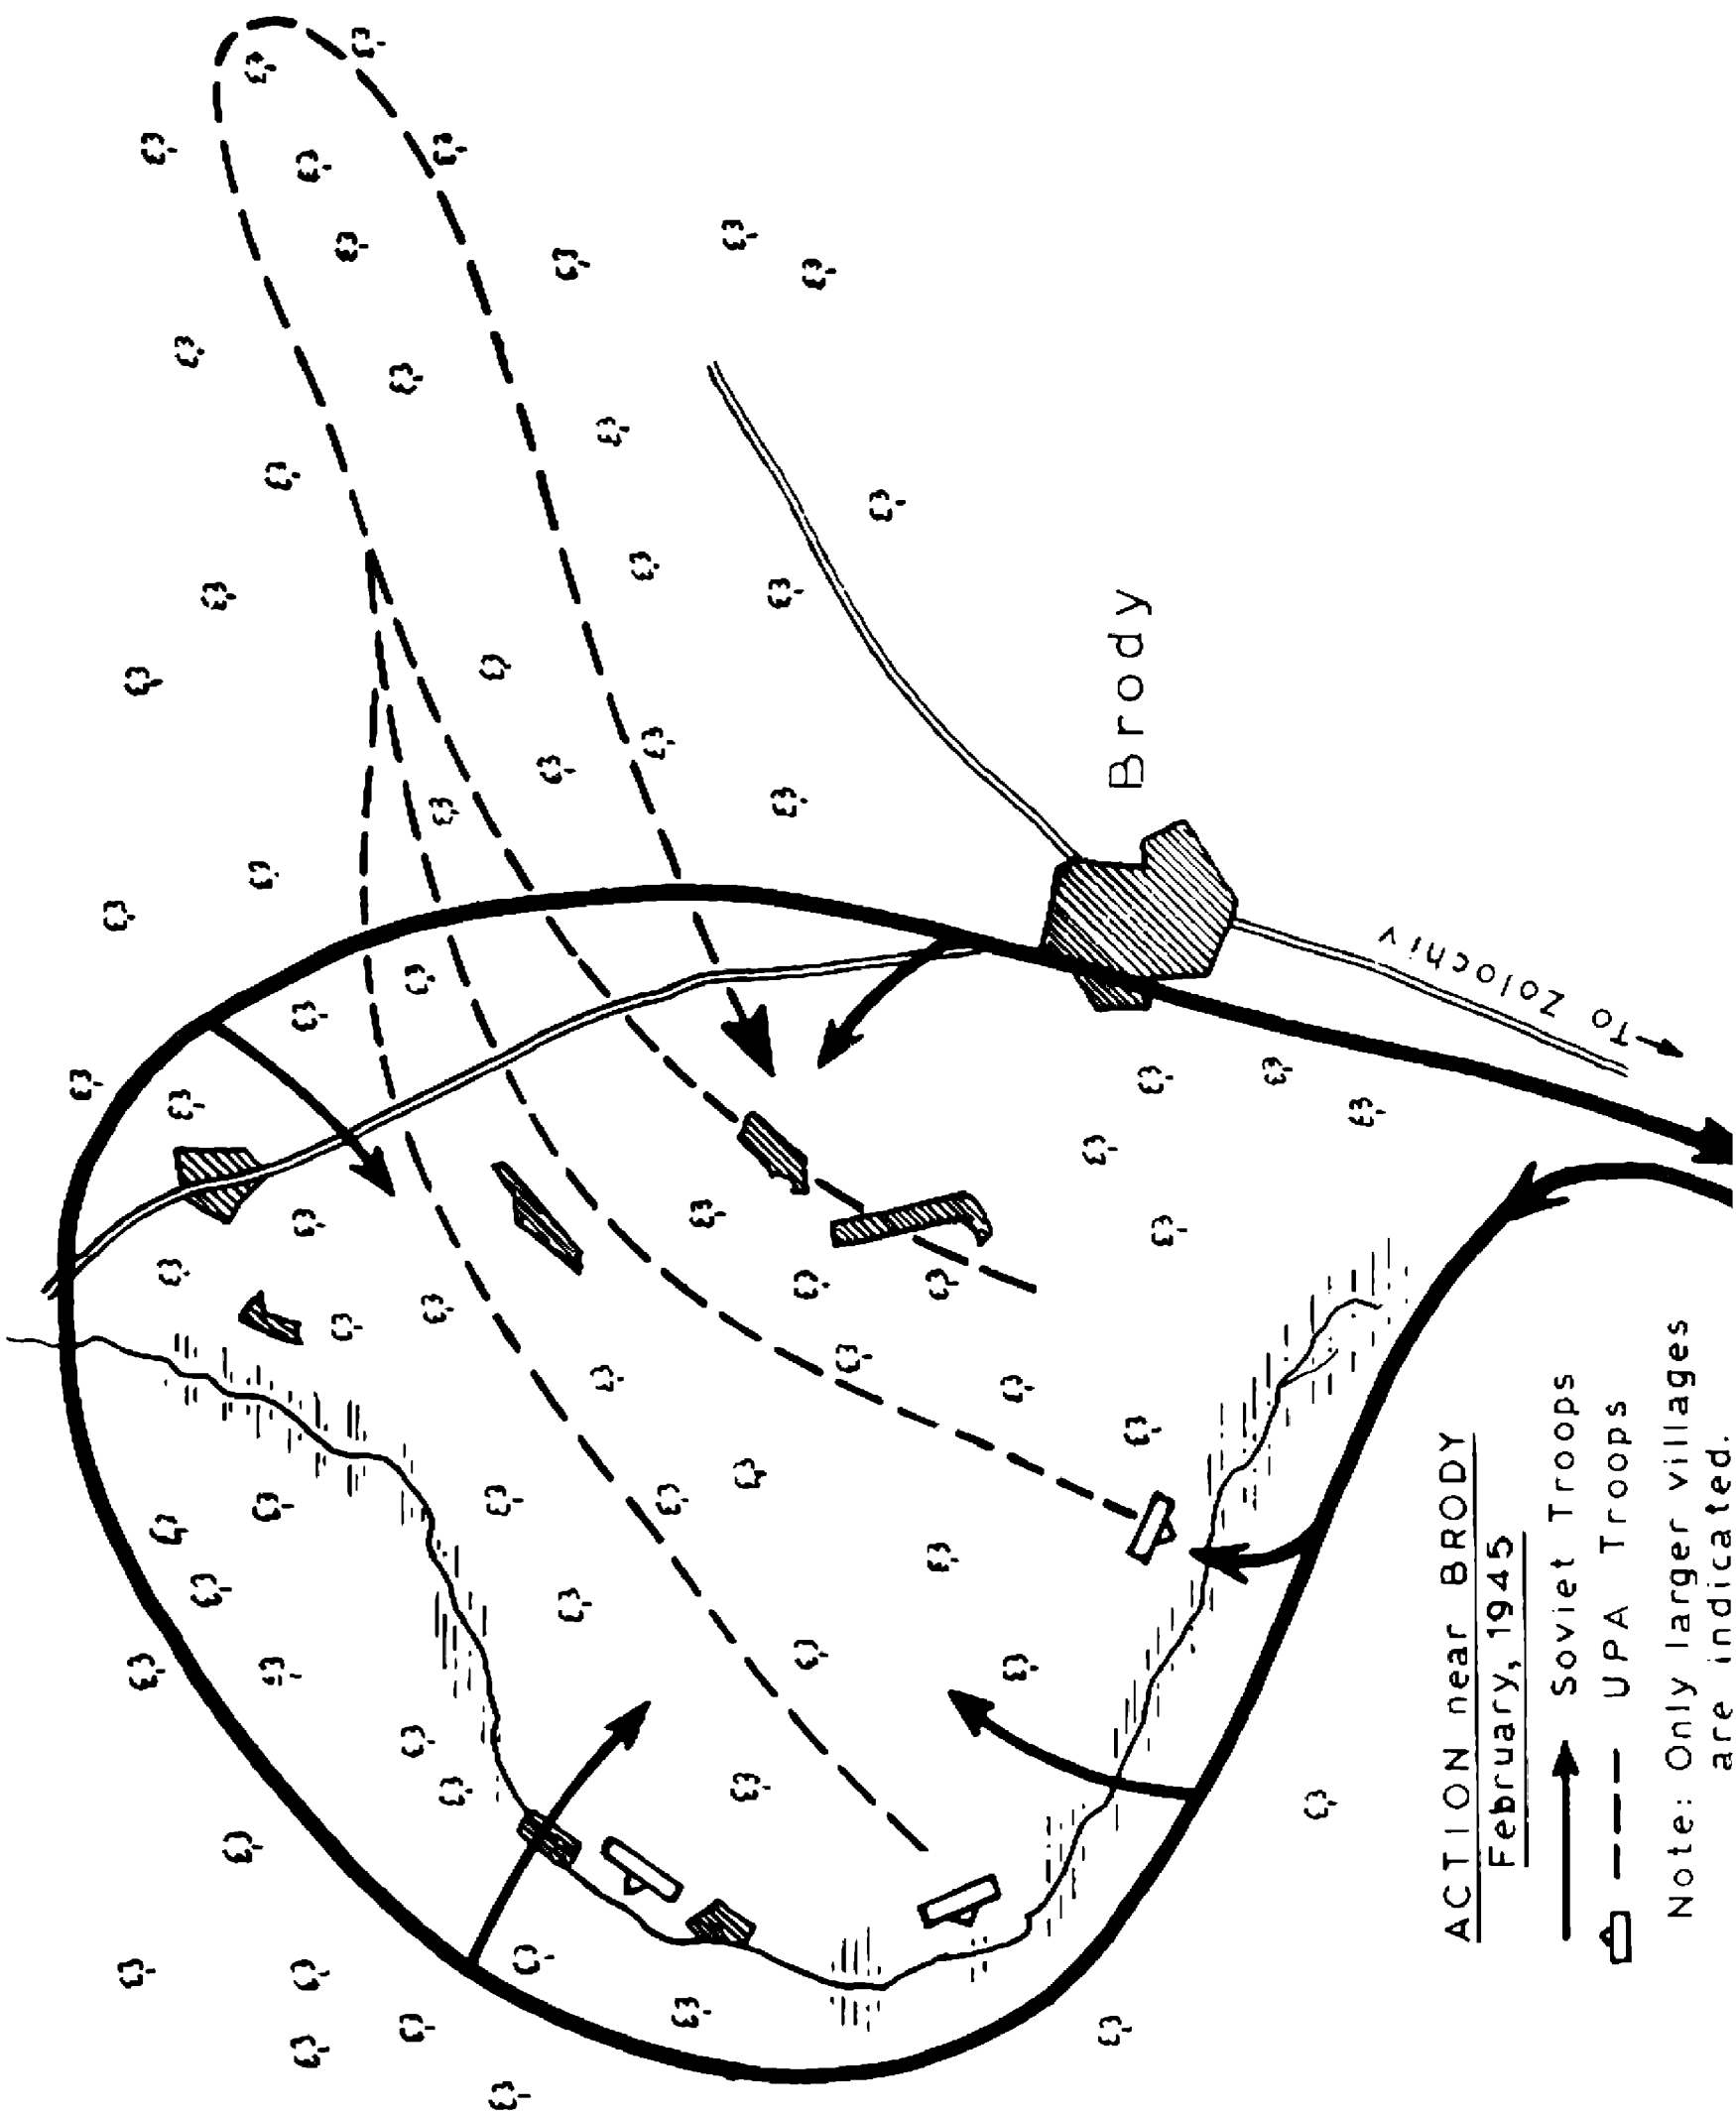 Brody
To Zolochiv
ACTION near BRODY
February, 1945
Soviet Troops
UPA Troops
Note: Only larger villages
are indicated.